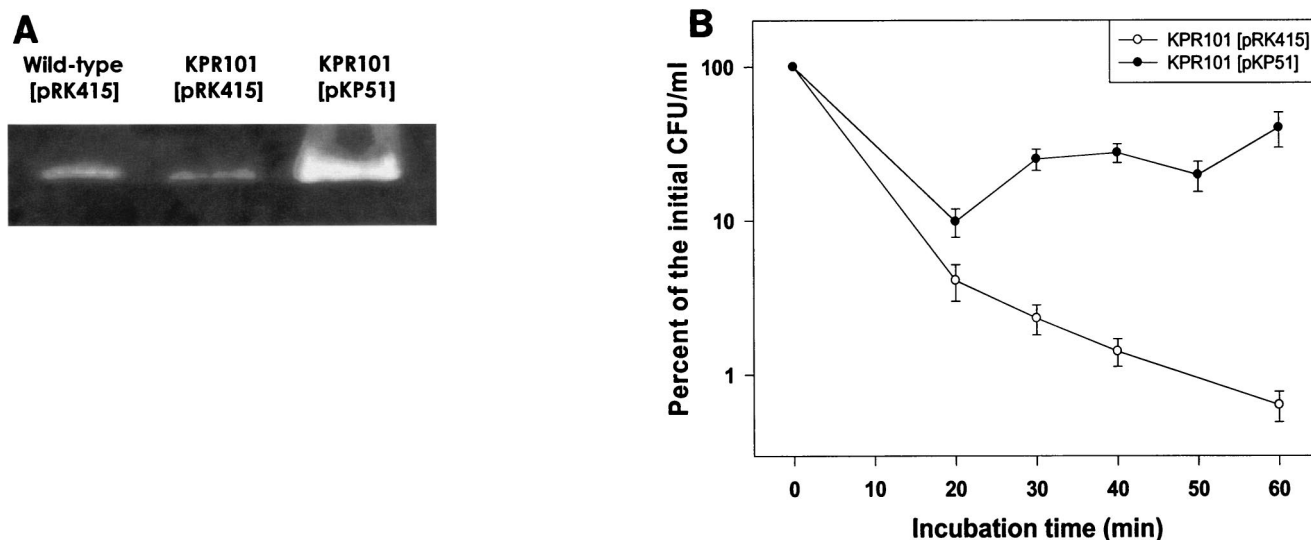 A
Wild-type
[pRK415]
KPR101
[pRK415]
KPR101
[pKP51]
B
KPR101 [pRK415]
KPR101 [pKP51]
Percent of the initial CFU/ml
100
10
1
0 10 20 30 40 50 60
Incubation time (min)